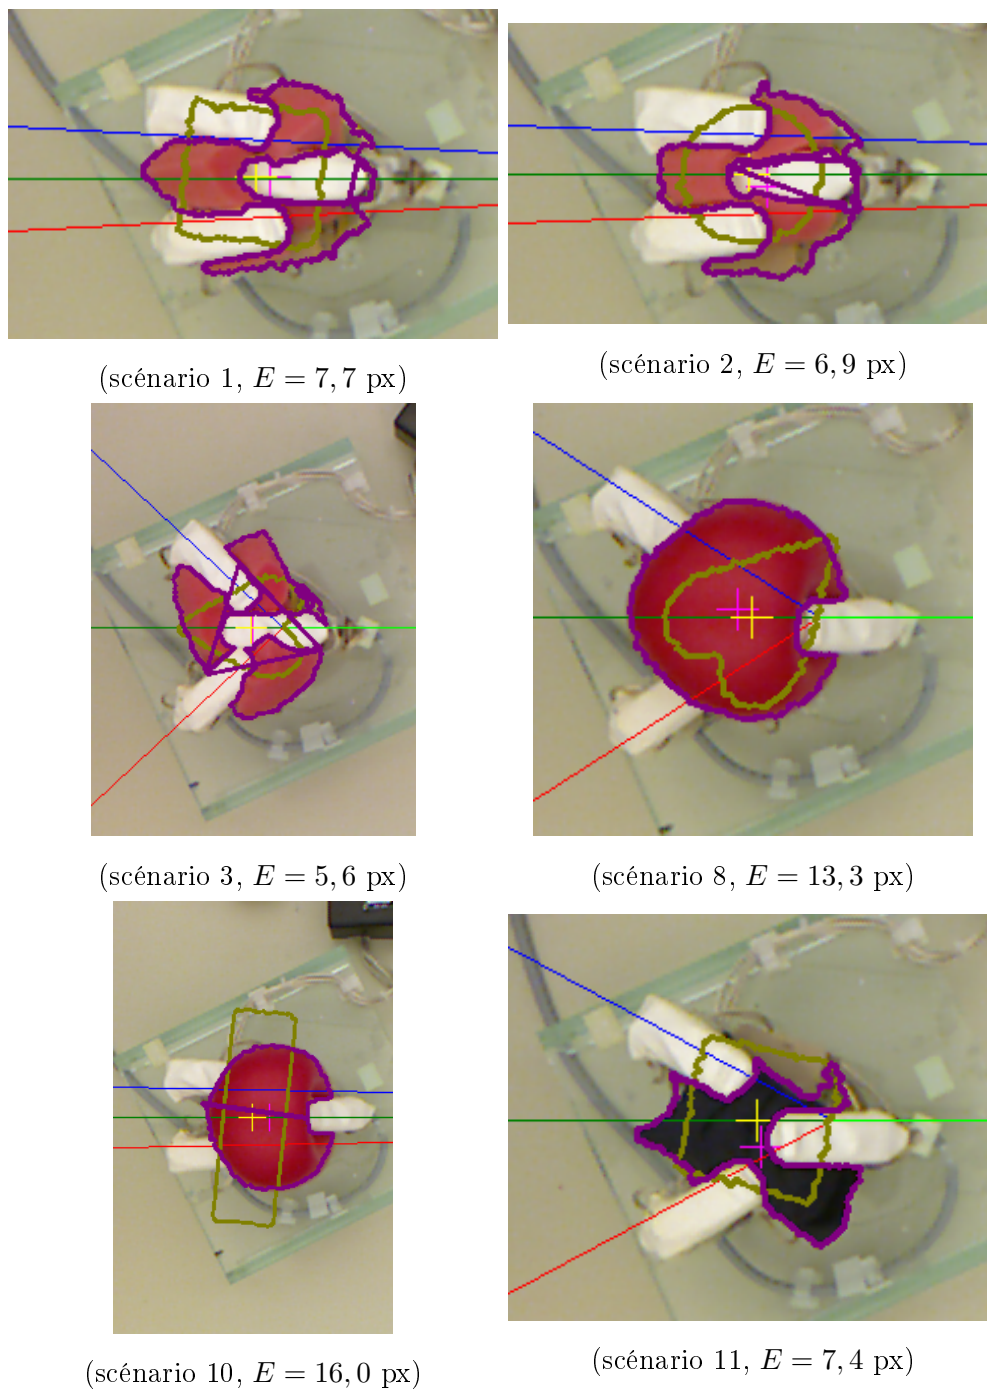 (scénario 1, E = 7,7 px)
(scénario 2, E = 6,9 px)
(scénario 3, E = 5,6 px)
(scénario 8, E = 13,3 px)
(scénario 10, E = 16,0 px)
(scénario 11, E = 7,4 px)